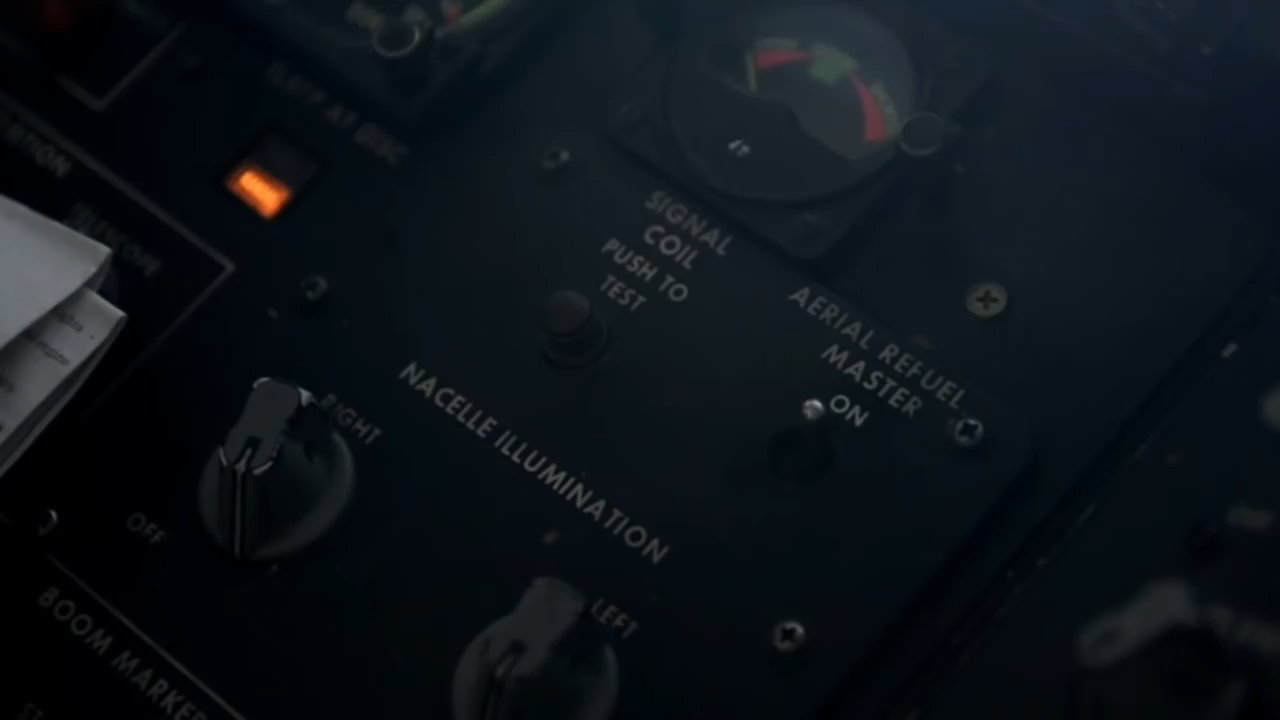 SIGNAL
COIL
PUSH TO
TEST
AERIAL REFUEL
MASTER
ON
NACELLE ILLUMINATION
RIGHT
OFF
LEFT
BOOM MARKER